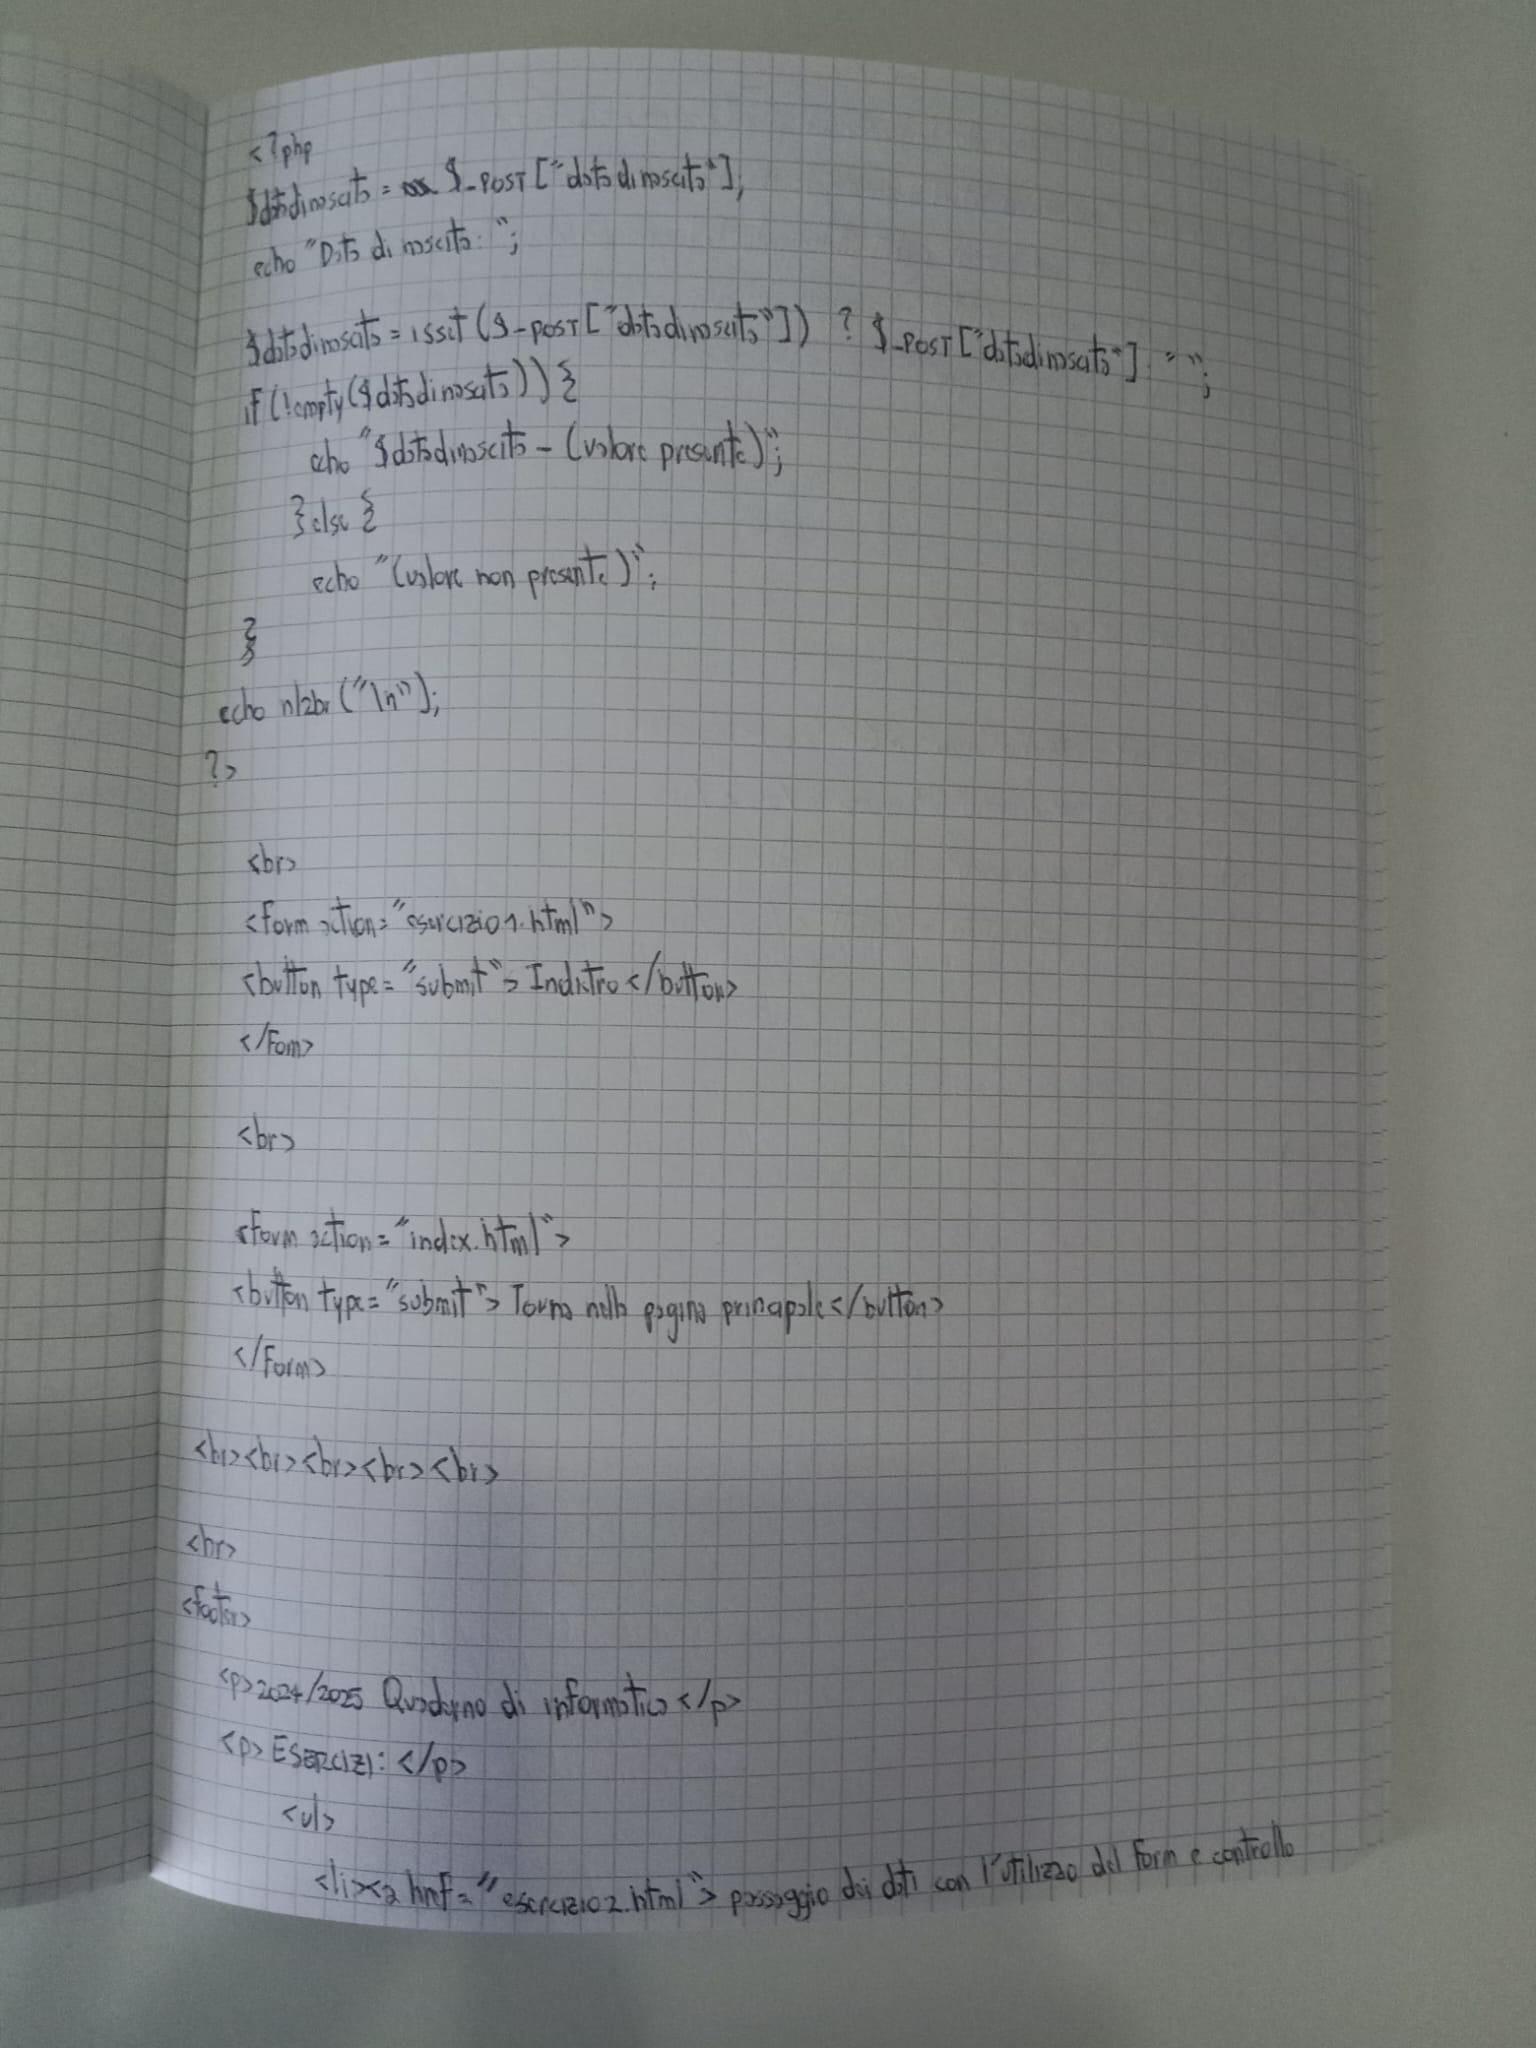 <?php
$datadinascita = $_POST["datadinascita"];
echo "Data di nascita: ";
$datadinascita = isset($_POST["datadinascita"]) ? $_POST["datadinascita"] : "";
if(!empty($datadinascita)){
echo "$datadinascita - (valore presente)";
}else{
echo "(valore non presente)";
}
echo nl2br("\n");
?>
<br>
<form action="esercizio1.html">
<button type="submit">Indietro</button>
</Fom>
<br>
<form action="index.html">
<button type="submit">Torna nella pagina principale</button>
</Form>
<br><br><br><br><br>
<hr>
<footer>
<p>2024/2025 Quaderno di informatica</p>
<p>ESERCIZI:</p>
<ul>
<li><a href="esercizio2.html">passaggio dei dati con l'utilizzo del form e controllo